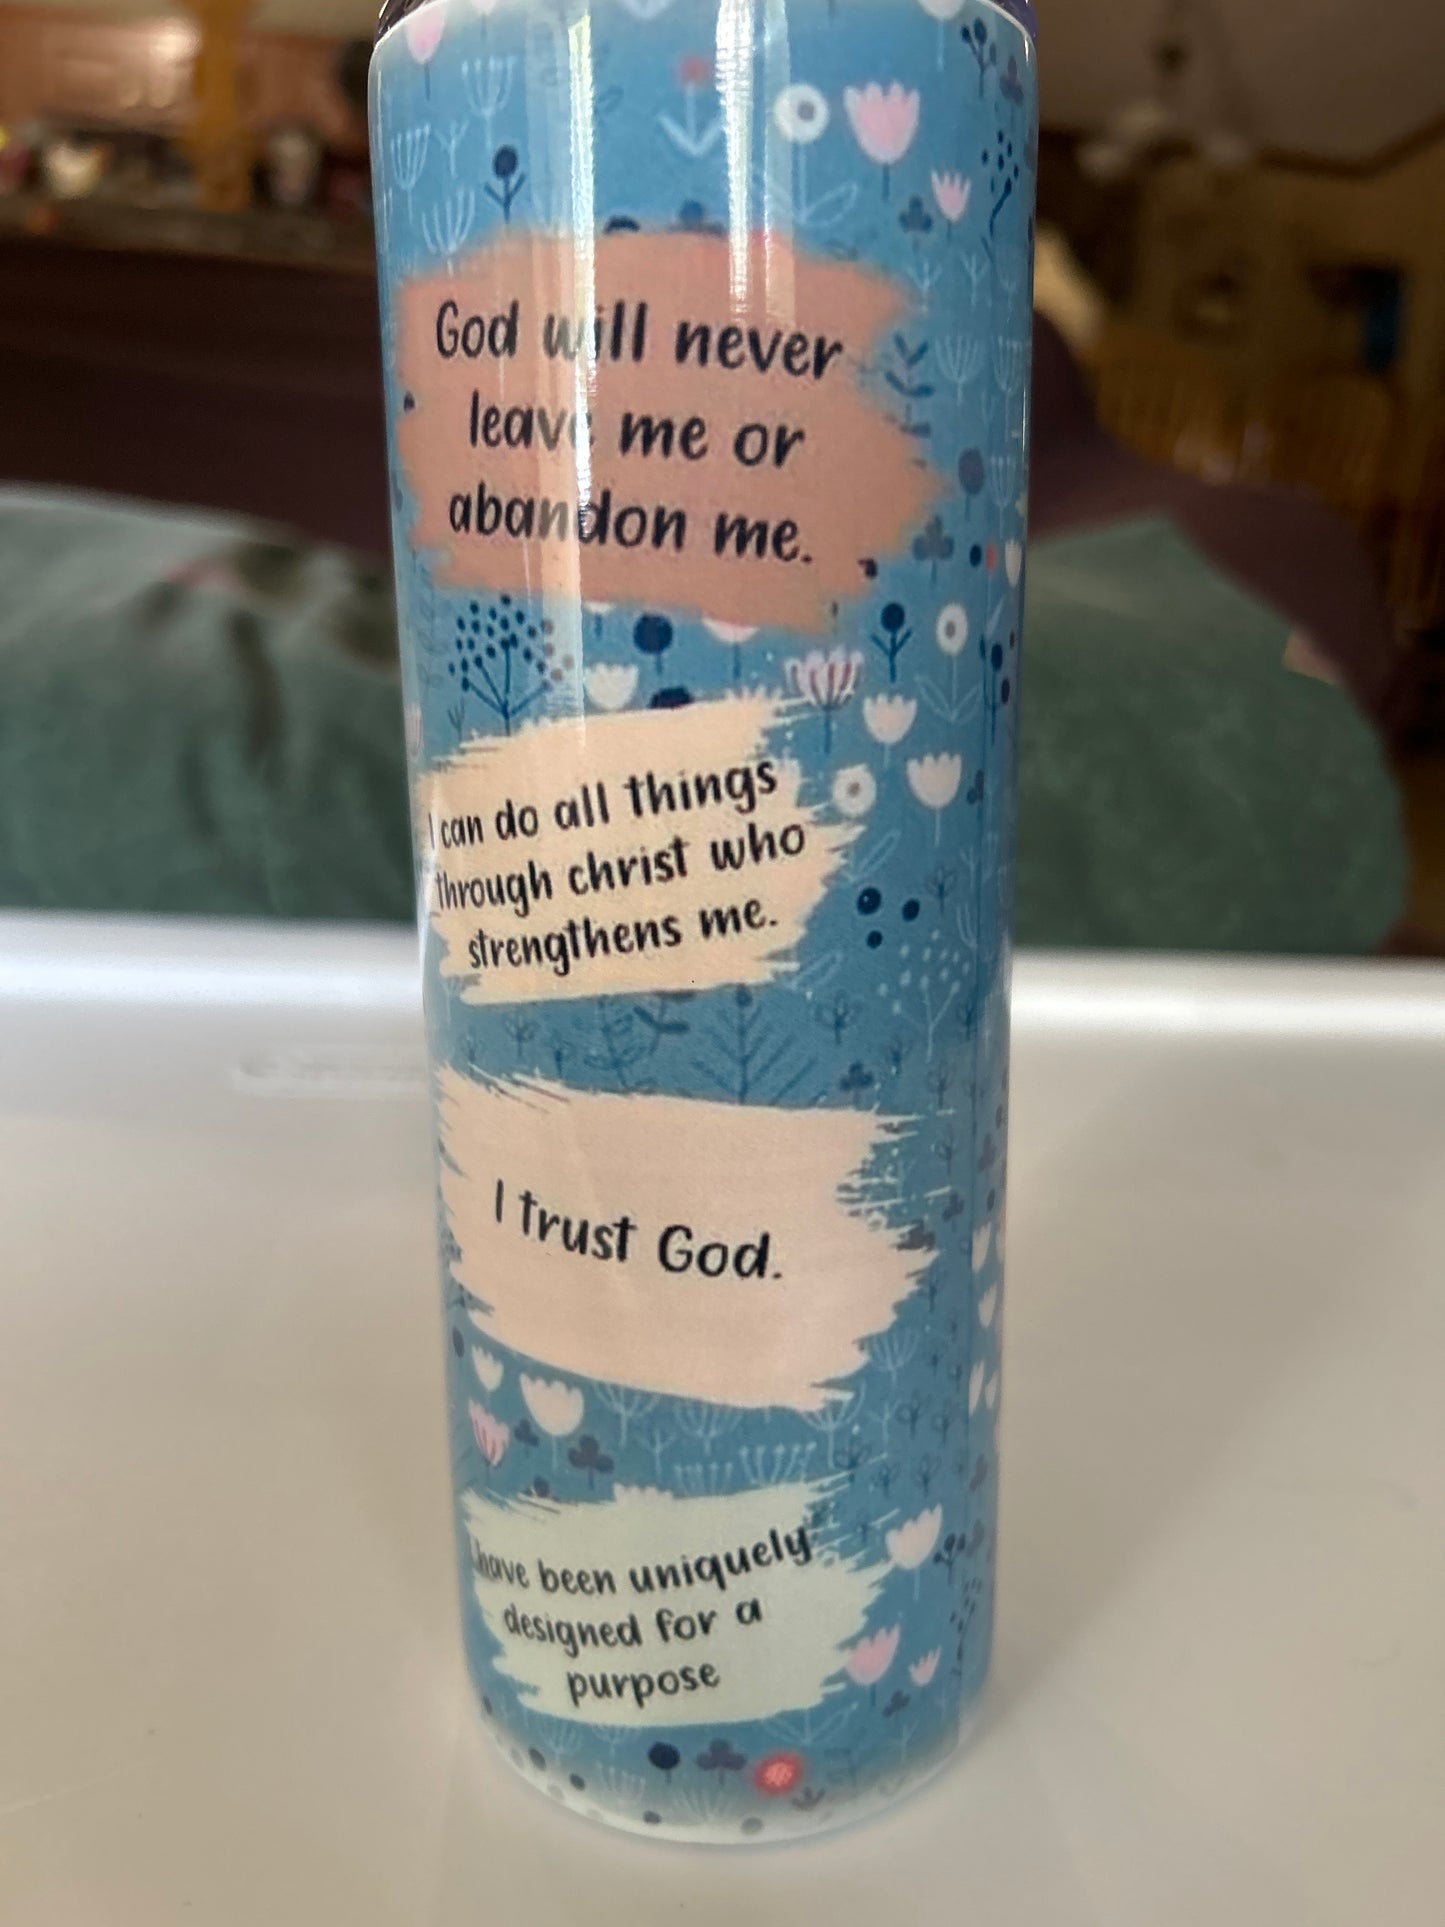 God will never
leave me or
abandon me.
I can do all things
through christ who
strengthens me.
I trust God.
have been uniquely
designed for a
purpose